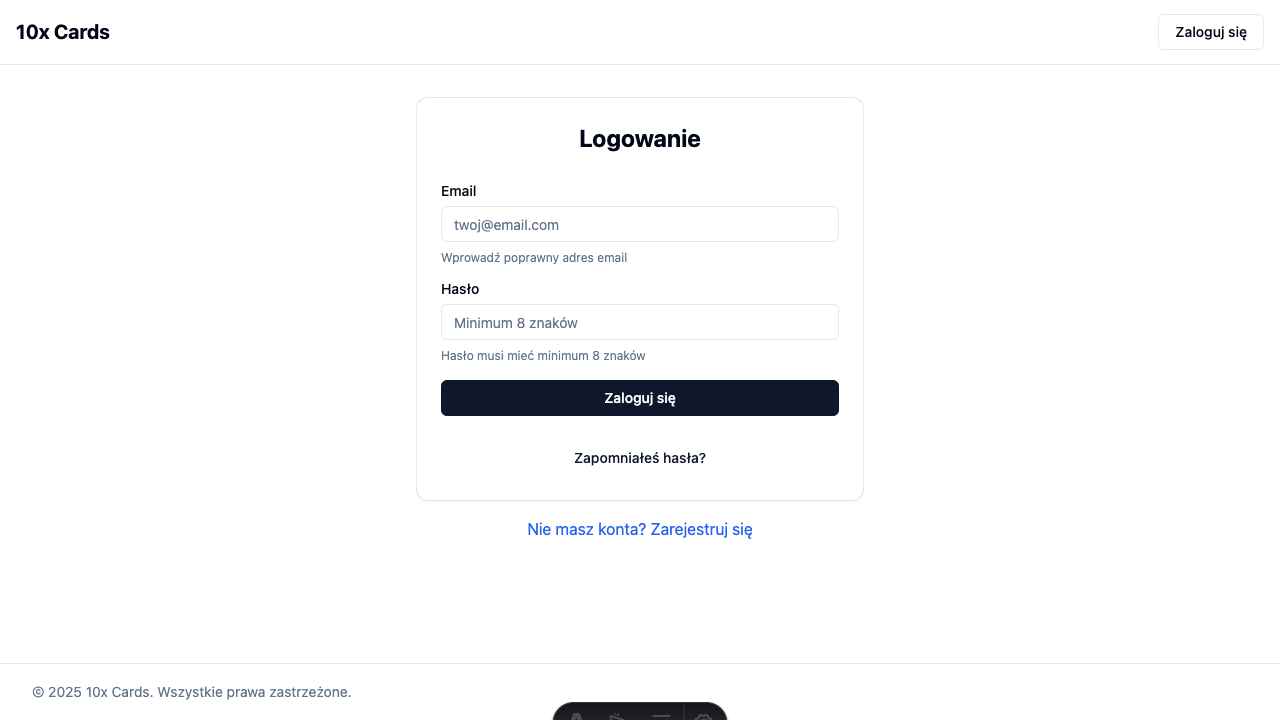 10x Cards
Zaloguj się
Logowanie
Email
twoj@email.com
Wprowadź poprawny adres email
Hasło
Minimum 8 znaków
Hasło musi mieć minimum 8 znaków
Zaloguj się
Zapomniałeś hasła?
Nie masz konta? Zarejestruj się
© 2025 10x Cards. Wszystkie prawa zastrzeżone.